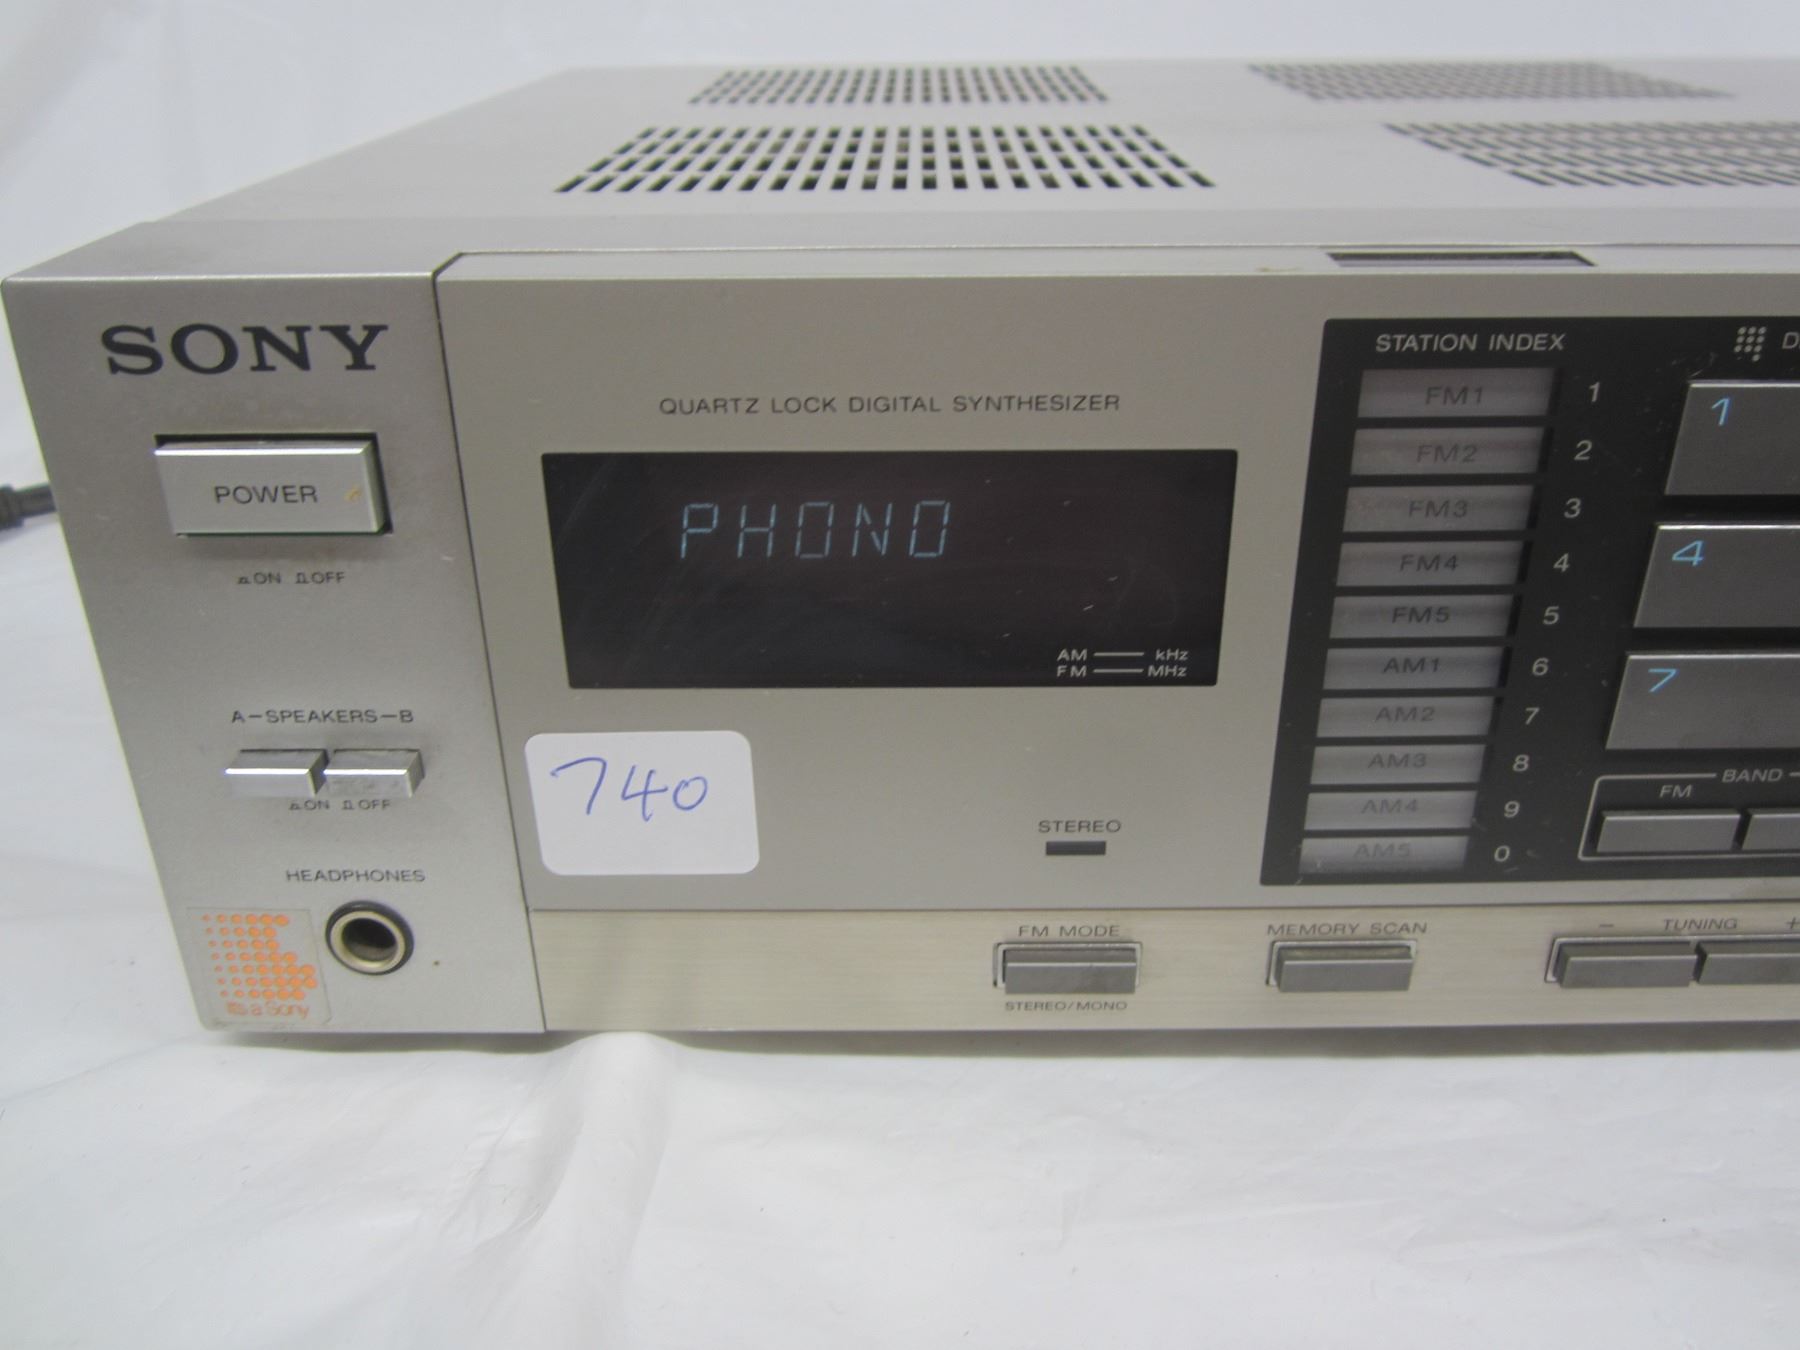 SONY
POWER
ON OFF
A-SPEAKERS-B
ON OFF
HEADPHONES
it's a Sony
QUARTZ LOCK DIGITAL SYNTHESIZER
PHONO
AM kHz
FM MHz
740
STEREO
FM MODE
STEREO/MONO
MEMORY SCAN
- TUNING +
STATION INDEX
FM1 1
FM2 2
FM3 3
FM4 4
FM5 5
AM1 6
AM2 7
AM3 8
AM4 9
AM5 0
1
4
7
BAND
FM